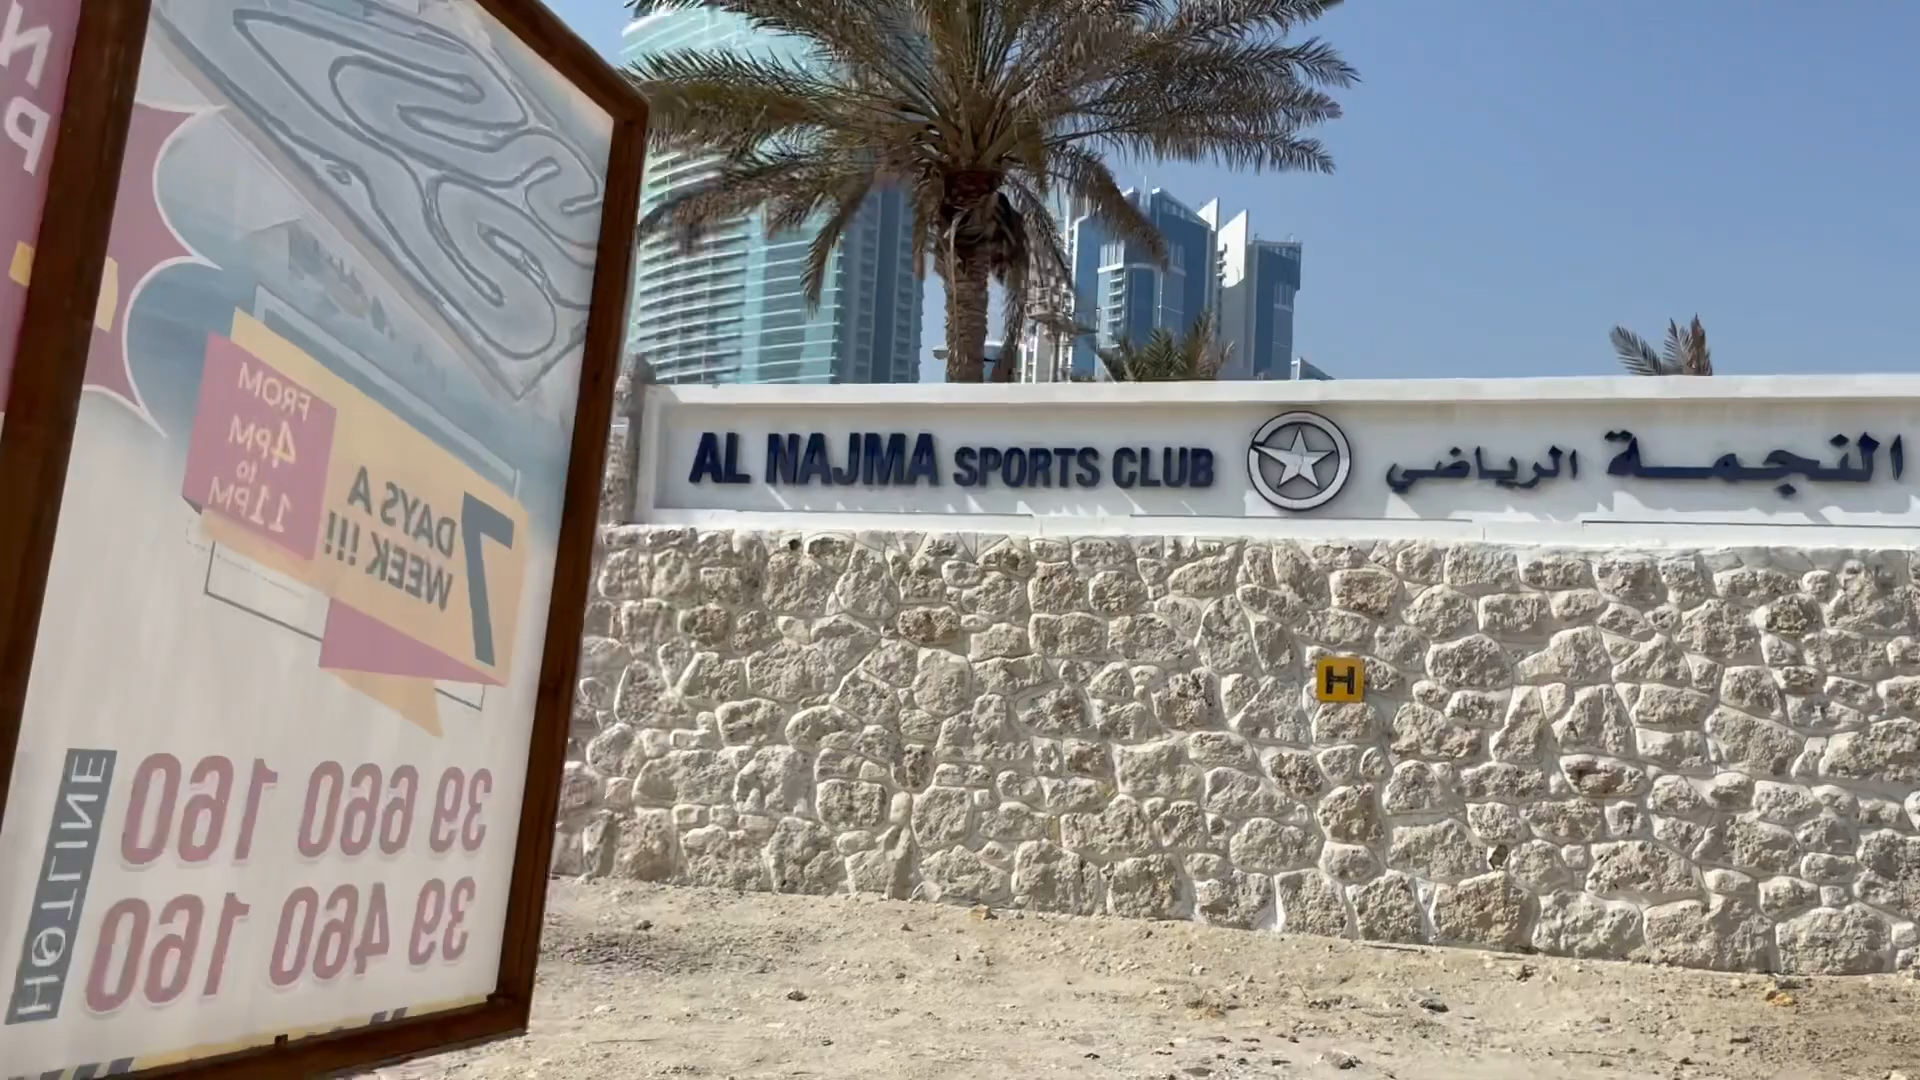 FROM
4PM
to
11PM
7 DAYS A
WEEK !!!
HOTLINE
39 660 160
39 460 160
AL NAJMA SPORTS CLUB
النجمة الرياضي
H